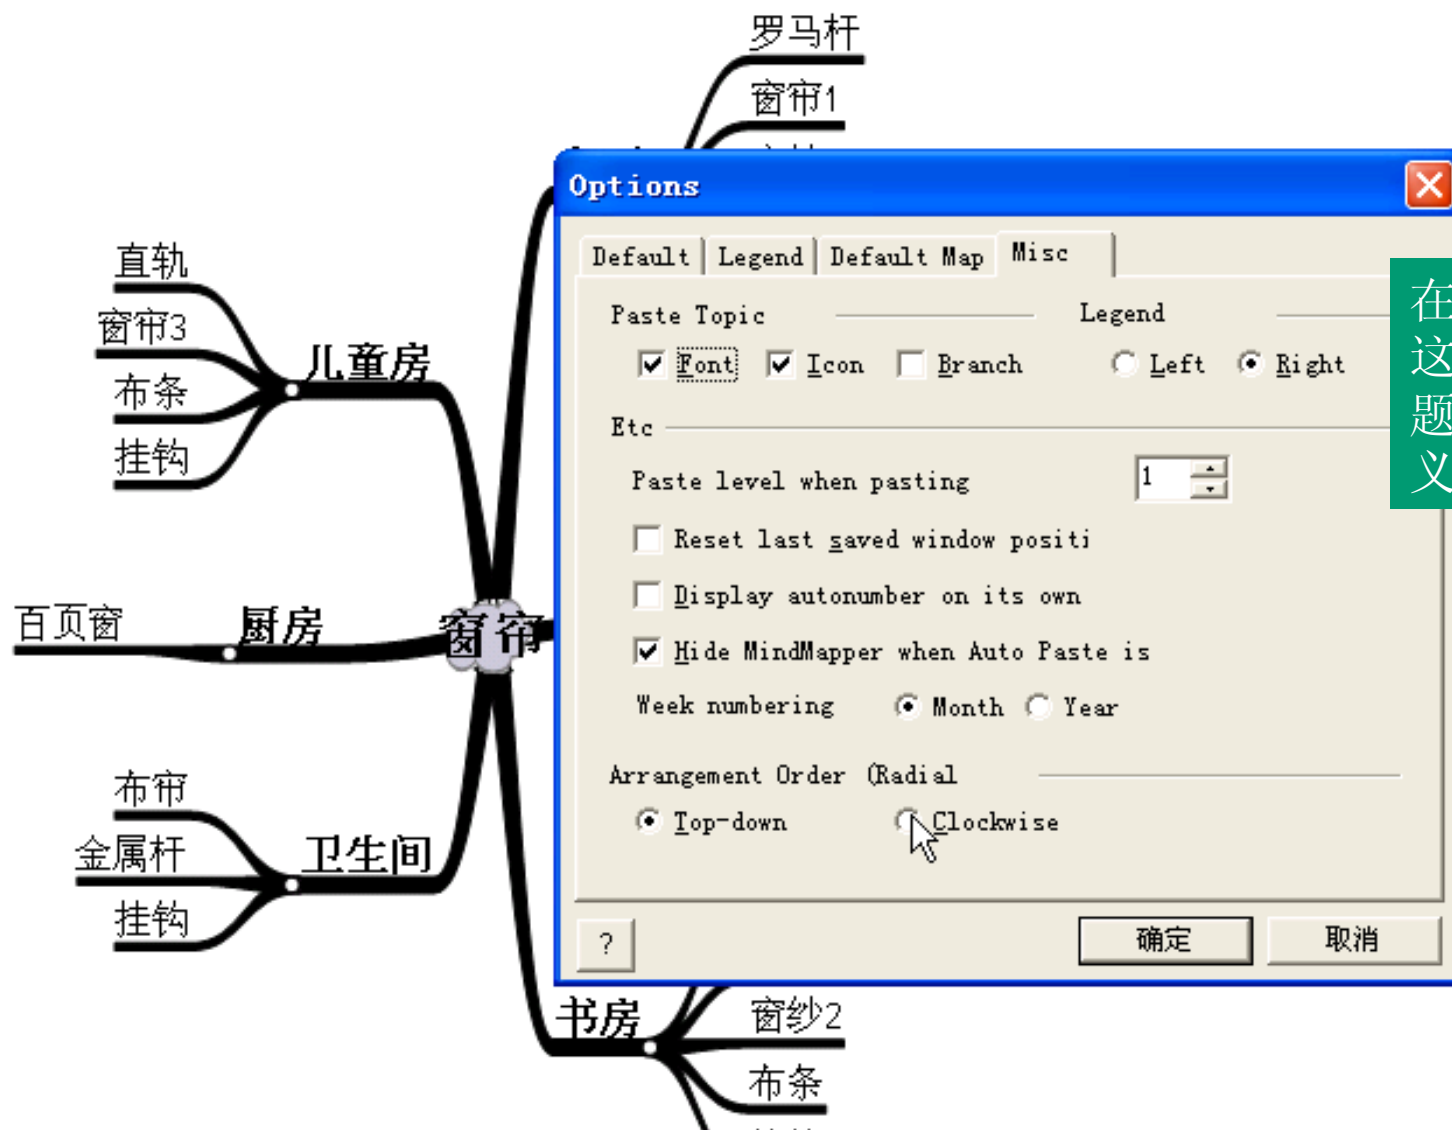 罗马杆
窗帘1
Options
Default
Legend
Default Map
Misc
Paste Topic
Legend
Font
Icon
Branch
Left
Right
Etc
Paste level when pasting
1
Reset last saved window positi
Display autonumber on its own
Hide MindMapper when Auto Paste is
Week numbering
Month
Year
Arrangement Order (Radial
Top-down
Clockwise
?
确定
取消
在
这
题
义
直轨
窗帘3
布条
挂钩
儿童房
百页窗
厨房
窗帘
布帘
金属杆
挂钩
卫生间
书房
窗纱2
布条